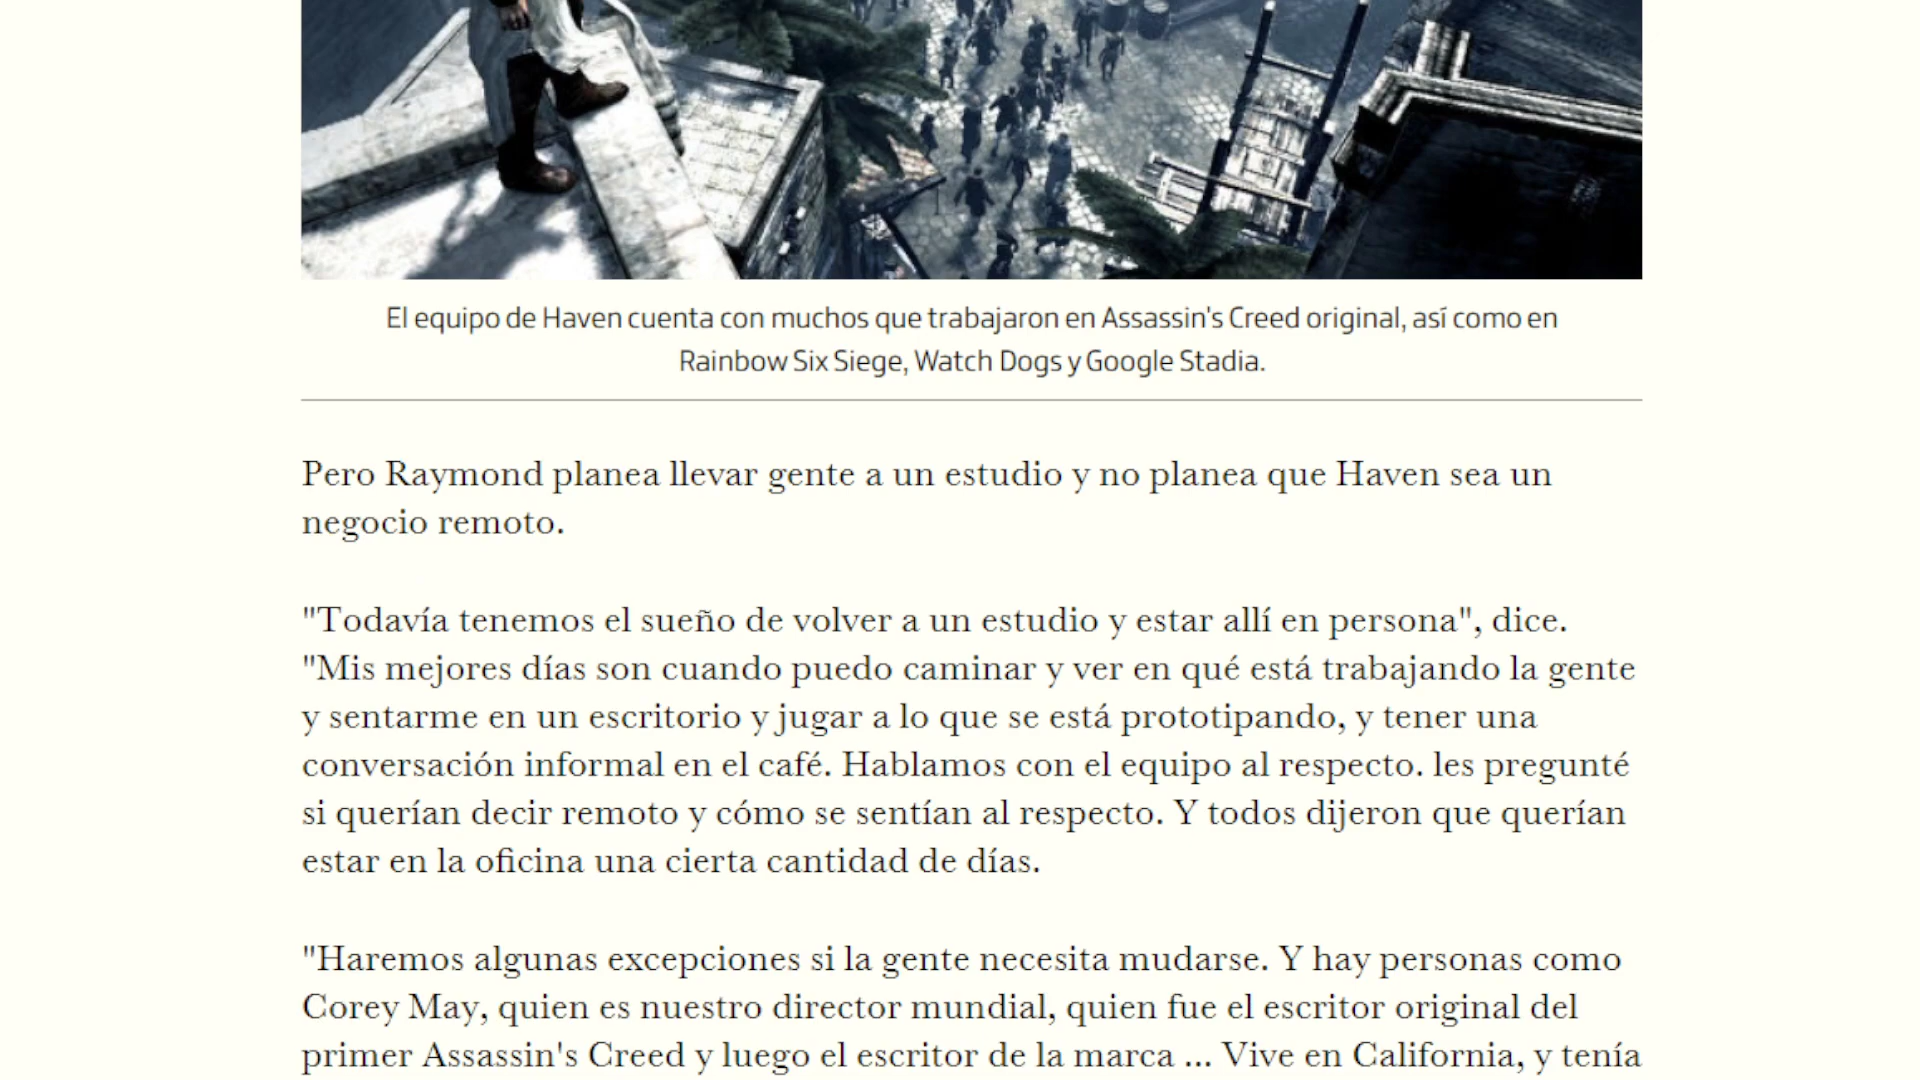 El equipo de Haven cuenta con muchos que trabajaron en Assassin's Creed original, así como en
Rainbow Six Siege, Watch Dogs y Google Stadia.
Pero Raymond planea llevar gente a un estudio y no planea que Haven sea un
negocio remoto.
"Todavía tenemos el sueño de volver a un estudio y estar allí en persona", dice.
"Mis mejores días son cuando puedo caminar y ver en qué está trabajando la gente
y sentarme en un escritorio y jugar a lo que se está prototipando, y tener una
conversación informal en el café. Hablamos con el equipo al respecto. les pregunté
si querían decir remoto y cómo se sentían al respecto. Y todos dijeron que querían
estar en la oficina una cierta cantidad de días.
"Haremos algunas excepciones si la gente necesita mudarse. Y hay personas como
Corey May, quien es nuestro director mundial, quien fue el escritor original del
primer Assassin's Creed y luego el escritor de la marca ... Vive en California, y tenía